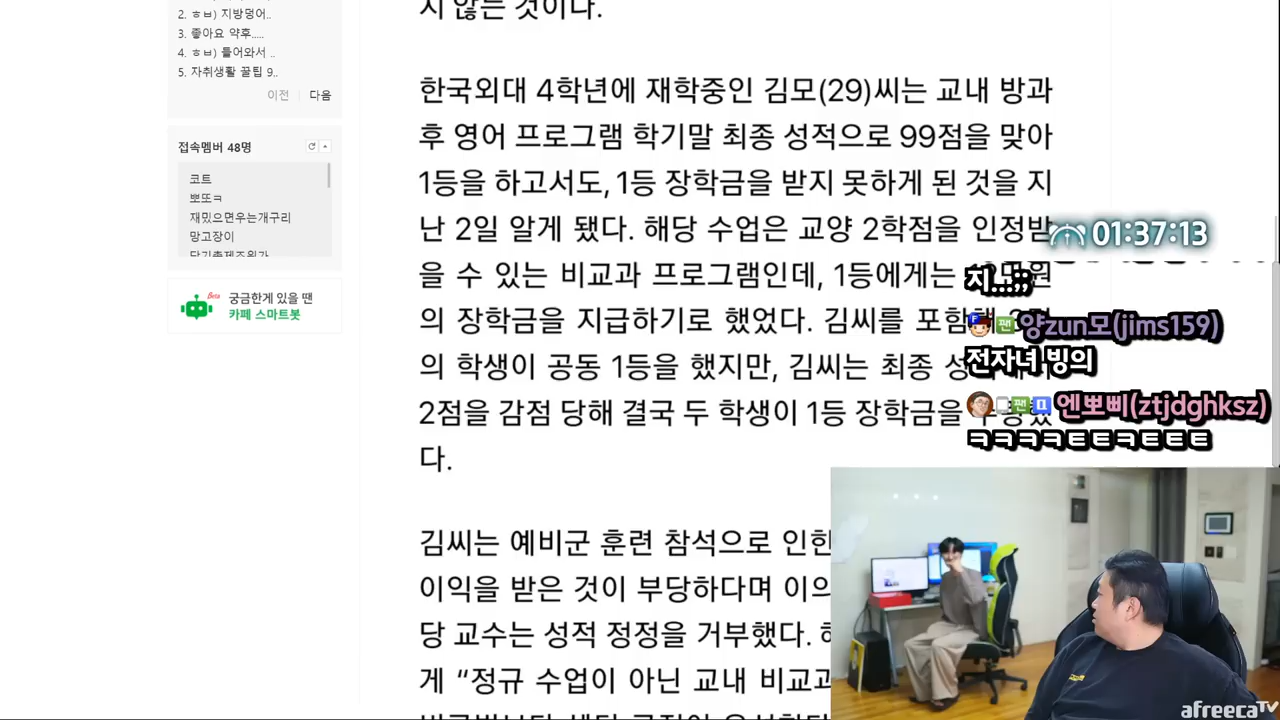 2. ㅎㅂ) 지방덩어..
3. 좋아요 약후.....
4. ㅎㅂ) 틀어와서 ..
5. 자취생활 꿀팁 9..
이전 다음
접속멤버 48명
코트
뽀또ㅋ
재밌으면우는개구리
망고장이
Beta
궁금한게 있을 땐
카페 스마트봇
지 않는 것이다.
한국외대 4학년에 재학중인 김모(29)씨는 교내 방과
후 영어 프로그램 학기말 최종 성적으로 99점을 맞아
1등을 하고서도, 1등 장학금을 받지 못하게 된 것을 지
난 2일 알게 됐다. 해당 수업은 교양 2학점을 인정받
을 수 있는 비교과 프로그램인데, 1등에게는
의 장학금을 지급하기로 했었다. 김씨를
의 학생이 공동 1등을 했지만, 김씨는 최종
2점을 감점 당해 결국 두 학생이 1등 장학금을
다.
김씨는 예비군 훈련 참석으로 인한
이익을 받은 것이 부당하다며
당 교수는 성적 정정을 거부했다.
게 “정규 수업이 아닌 교내
01:37:13
치...;;
팬 양zun모(jims159)
전자녀 빙의
팬 엔뽀삐(ztjdghksz)
ㅋㅋㅋㅋㅌㅌㅋㅌㅌㅌ
afreecaTV